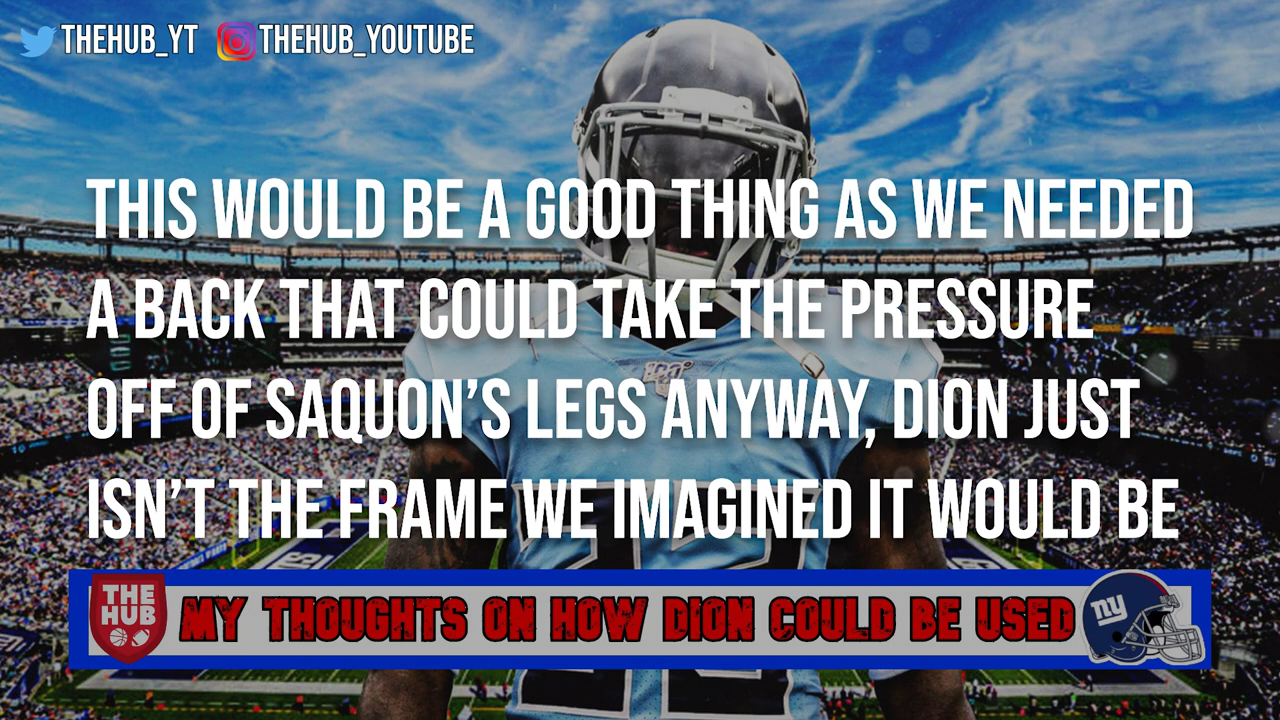 THEHUB_YT THEHUB_YOUTUBE
THIS WOULD BE A GOOD THING AS WE NEEDED
A BACK THAT COULD TAKE THE PRESSURE
OFF OF SAQUON'S LEGS ANYWAY, DION JUST
ISN'T THE FRAME WE IMAGINED IT WOULD BE
THE
HUB
MY THOUGHTS ON HOW DION COULD BE USED
ny